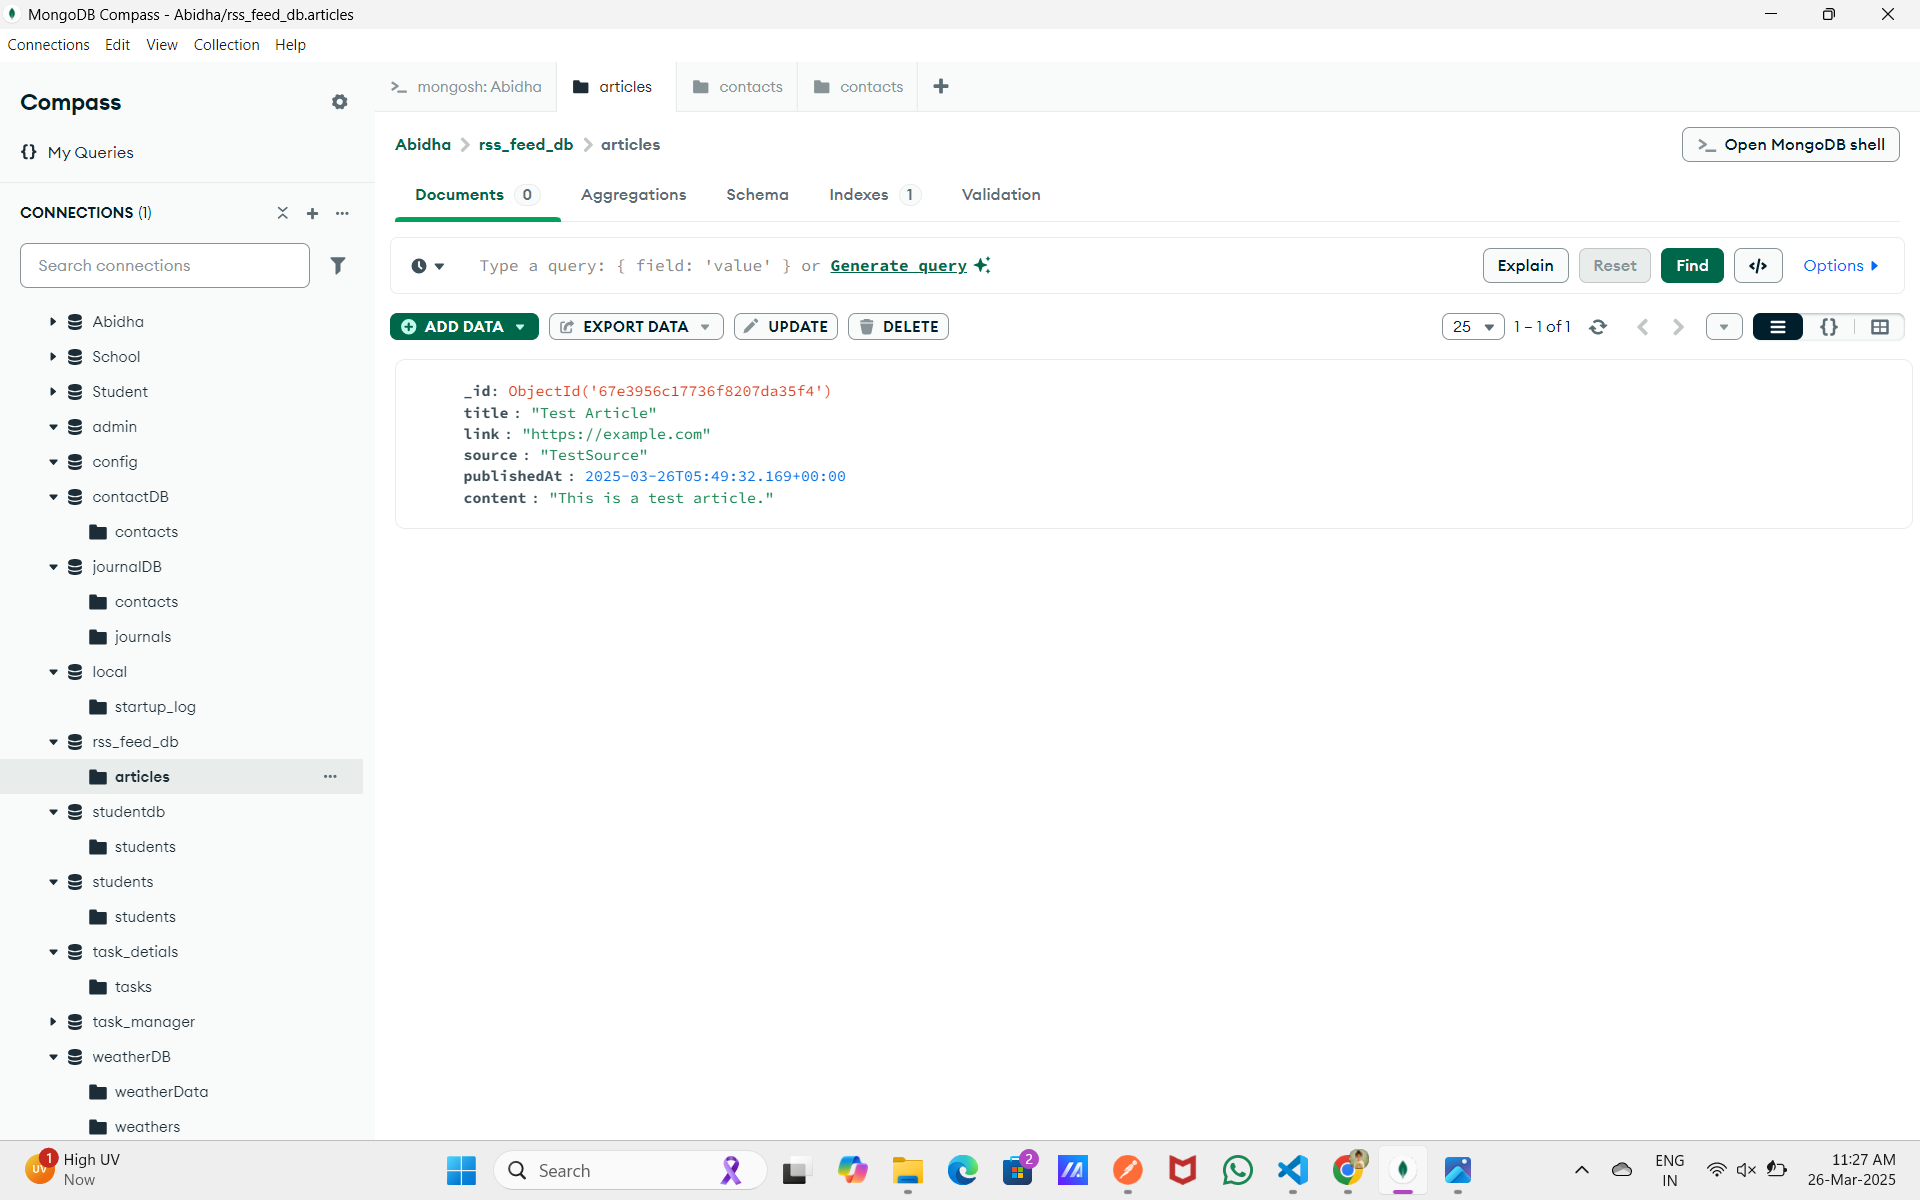 MongoDB Compass - Abidha/rss_feed_db.articles
Connections Edit View Collection Help
Compass
My Queries
CONNECTIONS (1)
Search connections
Abidha
School
Student
admin
config
contactDB
contacts
journalDB
contacts
journals
local
startup_log
rss_feed_db
articles
studentdb
students
students
students
task_detials
tasks
task_manager
weatherDB
weatherData
weathers
>_ mongosh: Abidha articles contacts contacts +
Abidha > rss_feed_db > articles
>_ Open MongoDB shell
Documents 0 Aggregations Schema Indexes 1 Validation
Type a query: { field: 'value' } or Generate query
Explain Reset Find </> Options
ADD DATA EXPORT DATA UPDATE DELETE
25 1 – 1 of 1 {}
_id: ObjectId('67e3956c17736f8207da35f4')
title : "Test Article"
link : "https://example.com"
source : "TestSource"
publishedAt : 2025-03-26T05:49:32.169+00:00
content : "This is a test article."
UV 1 High UV
Now
Search
2
ENG
IN
11:27 AM
26-Mar-2025